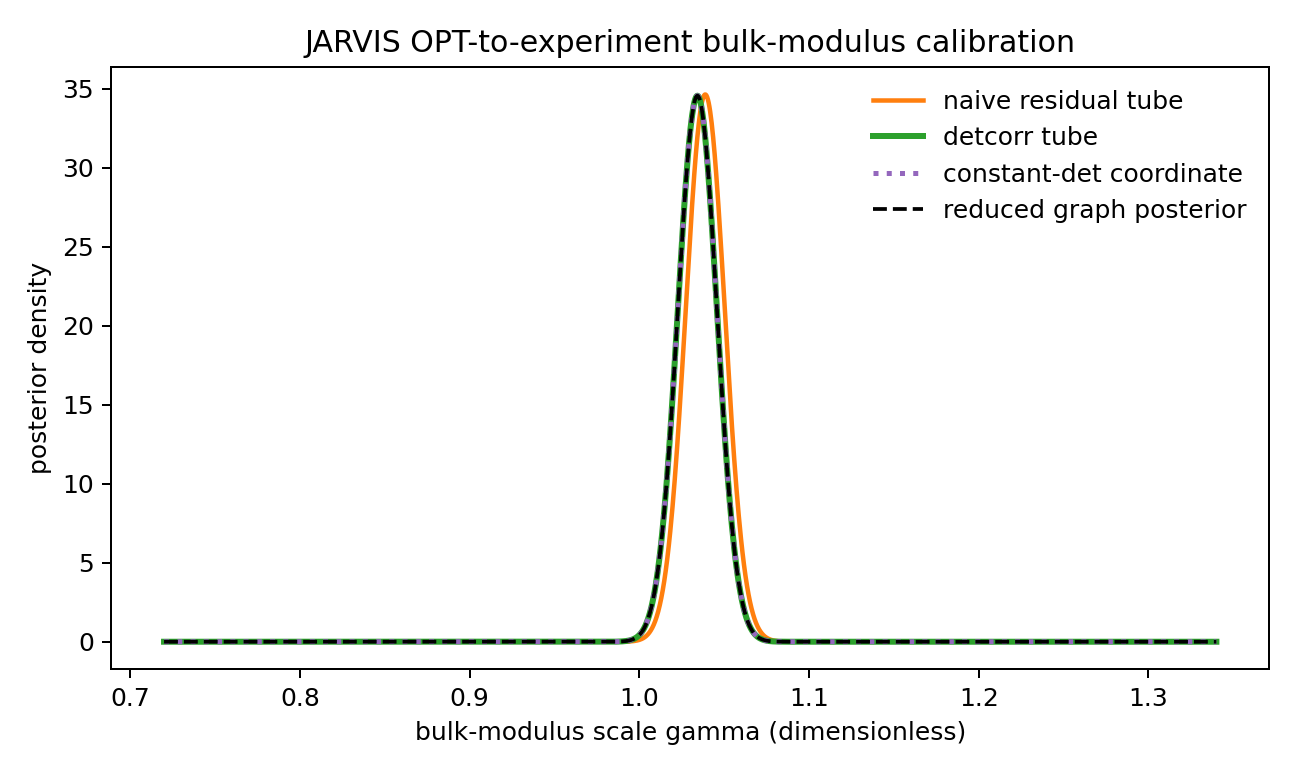 JARVIS OPT-to-experiment bulk-modulus calibration
naive residual tube
detcorr tube
constant-det coordinate
reduced graph posterior
posterior density
35
30
25
20
15
10
5
0
0.7 0.8 0.9 1.0 1.1 1.2 1.3
bulk-modulus scale gamma (dimensionless)